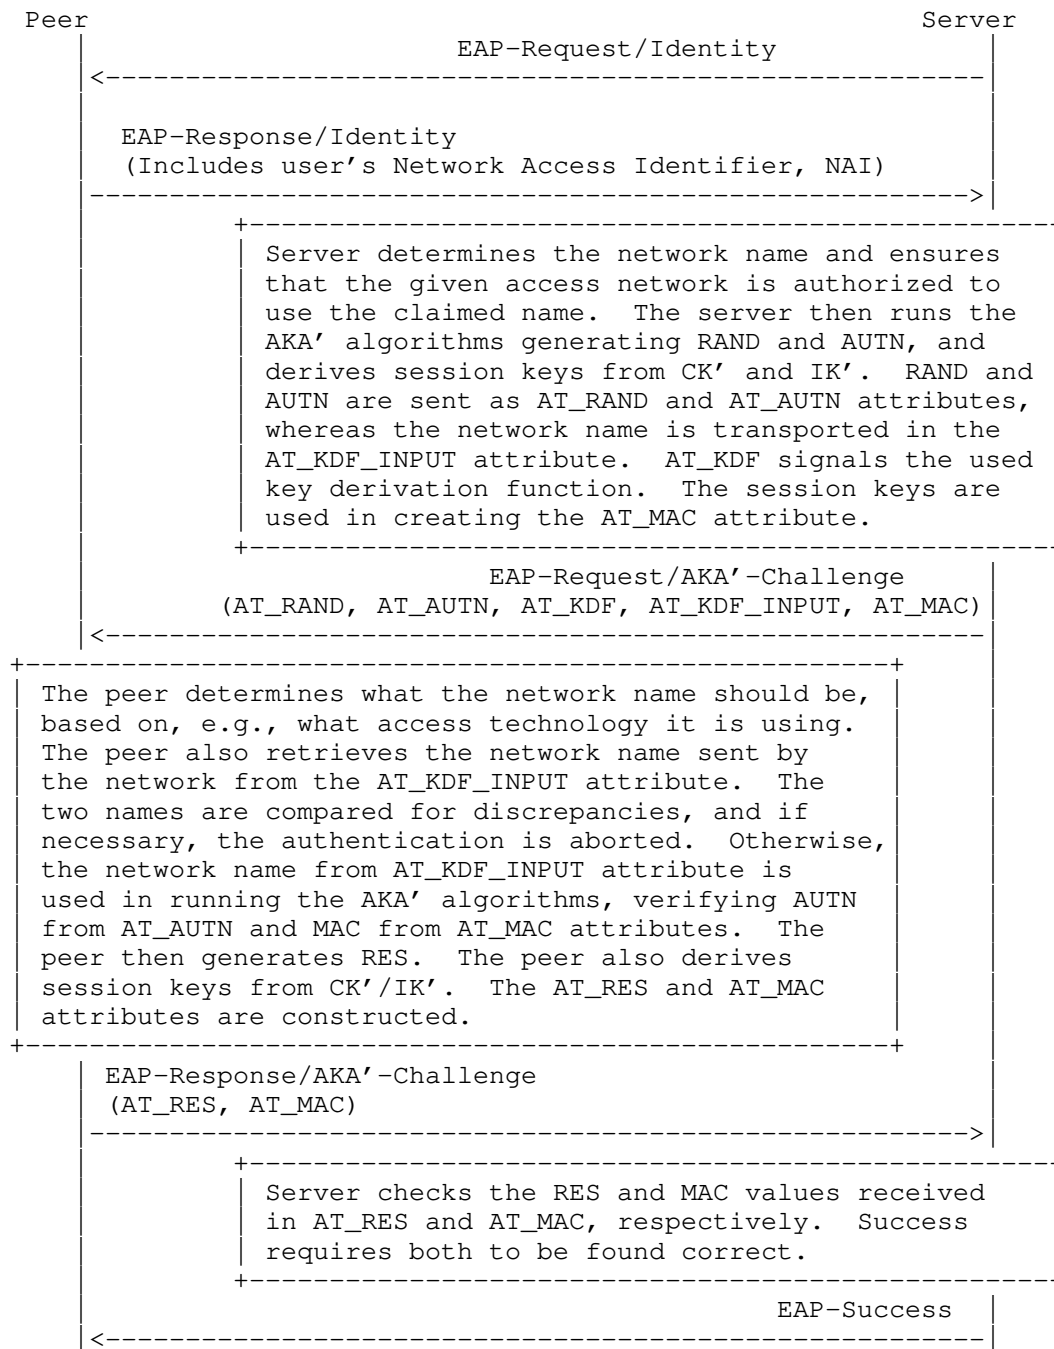 Peer Server
EAP-Request/Identity
EAP-Response/Identity
(Includes user's Network Access Identifier, NAI)
Server determines the network name and ensures
that the given access network is authorized to
use the claimed name. The server then runs the
AKA' algorithms generating RAND and AUTN, and
derives session keys from CK' and IK'. RAND and
AUTN are sent as AT_RAND and AT_AUTN attributes,
whereas the network name is transported in the
AT_KDF_INPUT attribute. AT_KDF signals the used
key derivation function. The session keys are
used in creating the AT_MAC attribute.
EAP-Request/AKA'-Challenge
(AT_RAND, AT_AUTN, AT_KDF, AT_KDF_INPUT, AT_MAC)
The peer determines what the network name should be,
based on, e.g., what access technology it is using.
The peer also retrieves the network name sent by
the network from the AT_KDF_INPUT attribute. The
two names are compared for discrepancies, and if
necessary, the authentication is aborted. Otherwise,
the network name from AT_KDF_INPUT attribute is
used in running the AKA' algorithms, verifying AUTN
from AT_AUTN and MAC from AT_MAC attributes. The
peer then generates RES. The peer also derives
session keys from CK'/IK'. The AT_RES and AT_MAC
attributes are constructed.
EAP-Response/AKA'-Challenge
(AT_RES, AT_MAC)
Server checks the RES and MAC values received
in AT_RES and AT_MAC, respectively. Success
requires both to be found correct.
EAP-Success